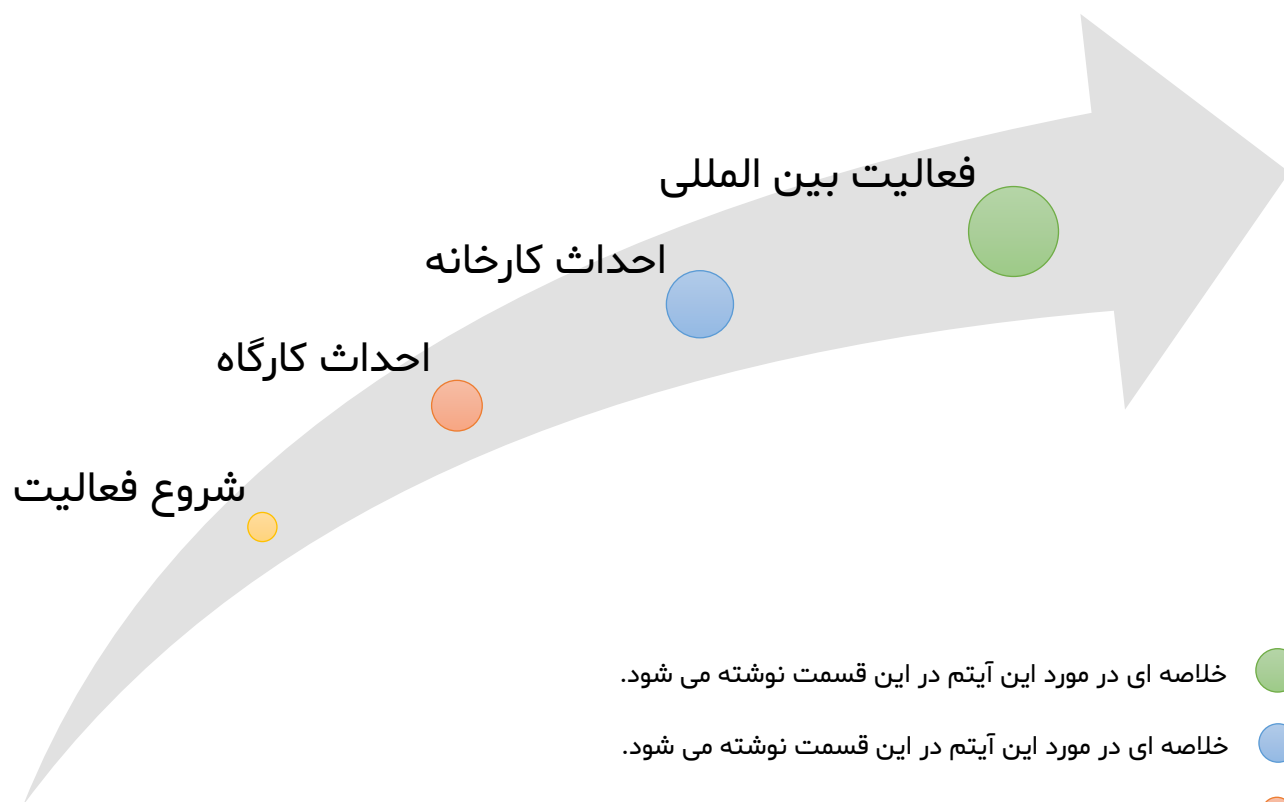 فعالیت بین المللی
احداث کارخانه
احداث کارگاه
شروع فعالیت
خلاصه ای در مورد این آیتم در این قسمت نوشته می شود.
خلاصه ای در مورد این آیتم در این قسمت نوشته می شود.